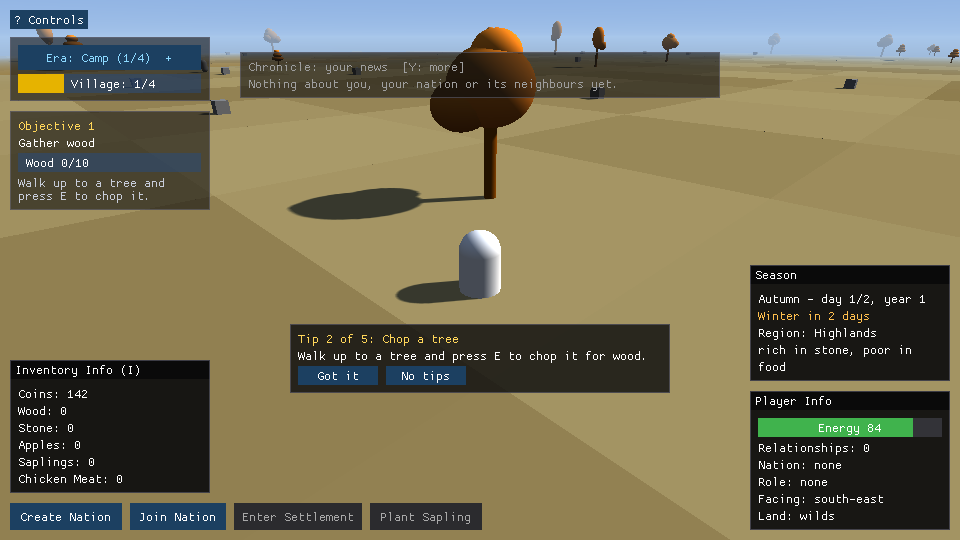 ? Controls
Era: Camp (1/4) +
Village: 1/4
Chronicle: your news [Y: more]
Nothing about you, your nation or its neighbours yet.
Objective 1
Gather wood
Wood 0/10
Walk up to a tree and
press E to chop it.
Tip 2 of 5: Chop a tree
Walk up to a tree and press E to chop it for wood.
Got it
No tips
Season
Autumn - day 1/2, year 1
Winter in 2 days
Region: Highlands
rich in stone, poor in
food
Inventory Info (I)
Coins: 142
Wood: 0
Stone: 0
Apples: 0
Saplings: 0
Chicken Meat: 0
Player Info
Energy 84
Relationships: 0
Nation: none
Role: none
Facing: south-east
Land: wilds
Create Nation
Join Nation
Enter Settlement
Plant Sapling